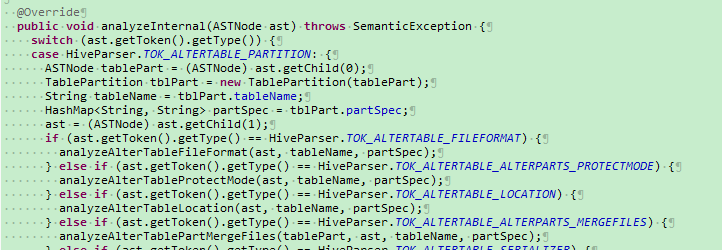 @Override
public void analyzeInternal(ASTNode ast) throws SemanticException {
switch (ast.getToken().getType()) {
case HiveParser.TOK_ALTERTABLE_PARTITION: {
ASTNode tablePart = (ASTNode) ast.getChild(0);
TablePartition tblPart = new TablePartition(tablePart);
String tableName = tblPart.tableName;
HashMap<String, String> partSpec = tblPart.partSpec;
ast = (ASTNode) ast.getChild(1);
if (ast.getToken().getType() == HiveParser.TOK_ALTERTABLE_FILEFORMAT) {
analyzeAlterTableFileFormat(ast, tableName, partSpec);
} else if (ast.getToken().getType() == HiveParser.TOK_ALTERTABLE_ALTERPARTS_PROTECTMODE) {
analyzeAlterTableProtectMode(ast, tableName, partSpec);
} else if (ast.getToken().getType() == HiveParser.TOK_ALTERTABLE_LOCATION) {
analyzeAlterTableLocation(ast, tableName, partSpec);
} else if (ast.getToken().getType() == HiveParser.TOK_ALTERTABLE_ALTERPARTS_MERGEFILES) {
analyzeAlterTablePartMergeFiles(tablePart, ast, tableName, partSpec);
} else if (ast.getToken().getType() == HiveParser.TOK_ALTERTABLE_SERIALIZER) {